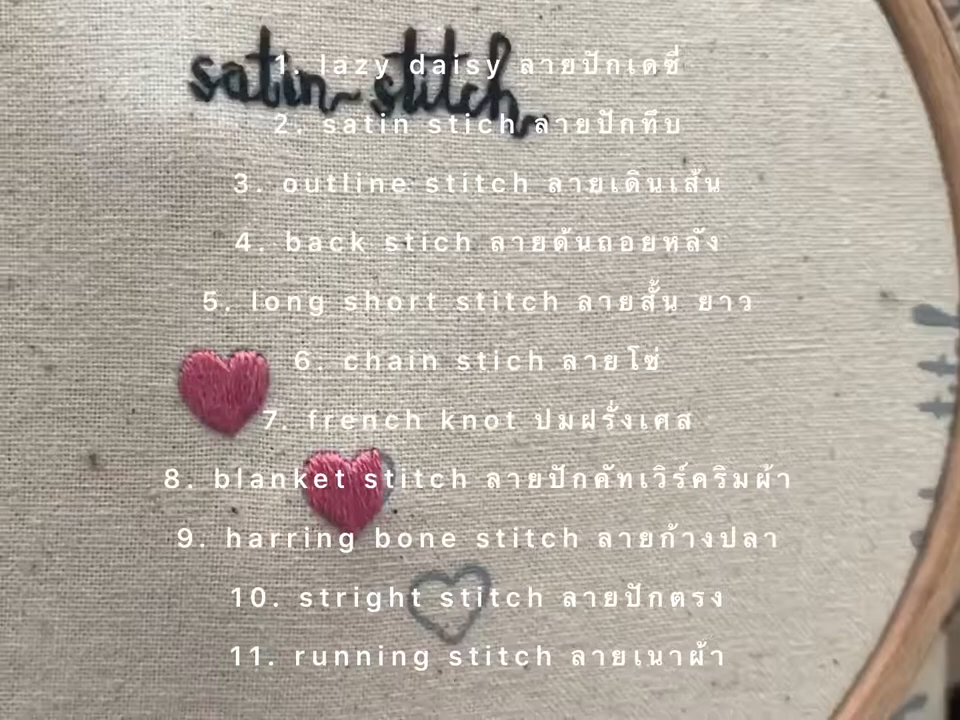 satin stitch
1. lazy daisy ลายปักเดซี่
2. satin stich ลายปักทึบ
3. outline stitch ลายเดินเส้น
4. back stich ลายด้นถอยหลัง
5. long short stitch ลายสั้น ยาว
6. chain stich ลายโซ่
7. french knot ปมฝรั่งเศส
8. blanket stitch ลายปักคัทเวิร์คริมผ้า
9. harring bone stitch ลายก้างปลา
10. stright stitch ลายปักตรง
11. running stitch ลายเนาผ้า